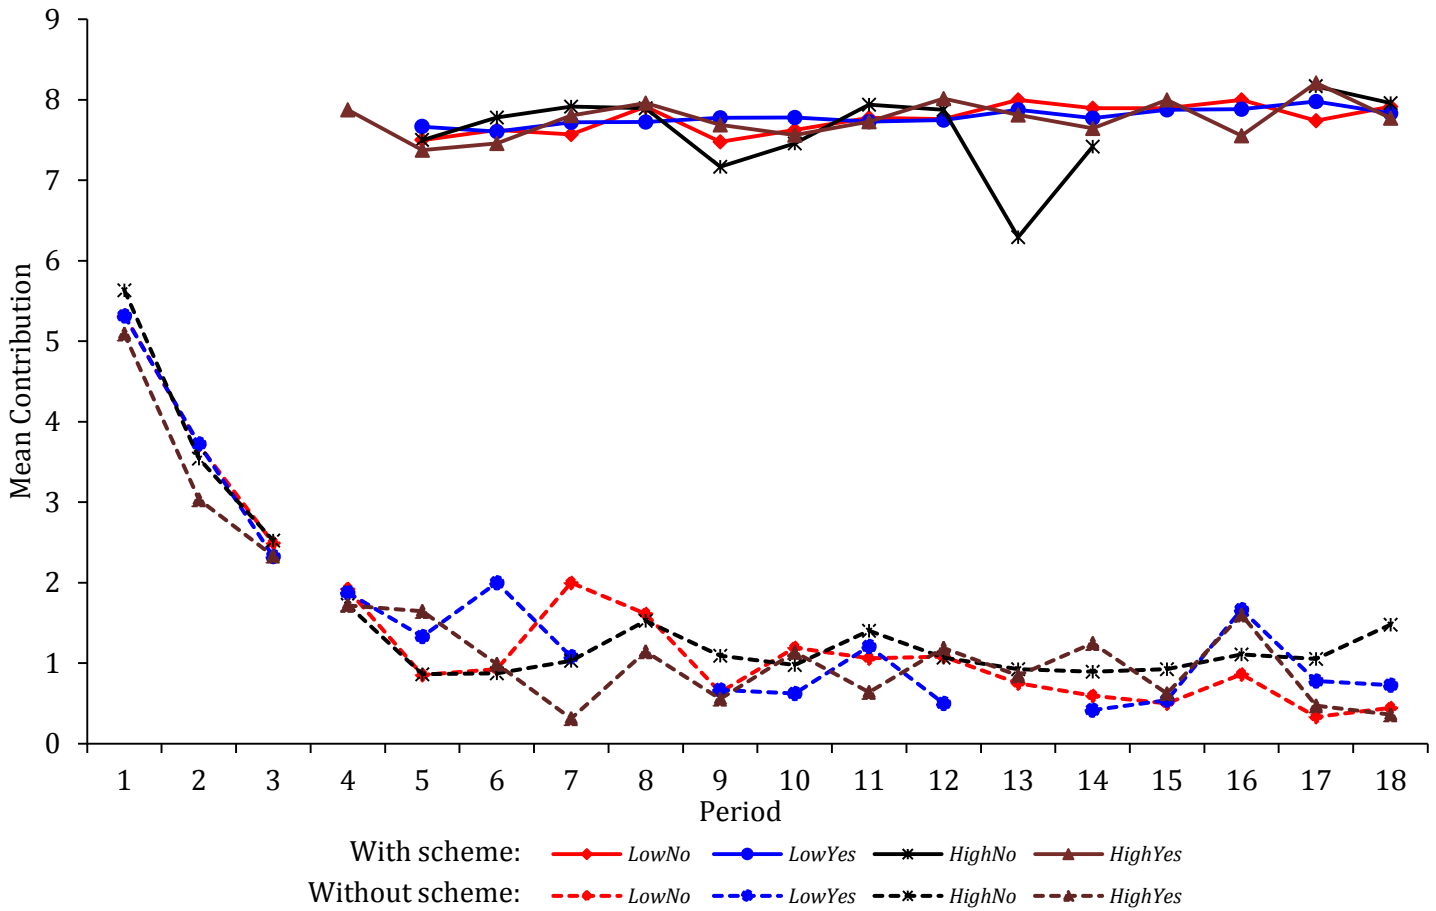 9
8
7
6
5
4
3
2
1
0
Mean Contribution
1 2 3 4 5 6 7 8 9 10 11 12 13 14 15 16 17 18
Period
With scheme: LowNo LowYes HighNo HighYes
Without scheme: LowNo LowYes HighNo HighYes